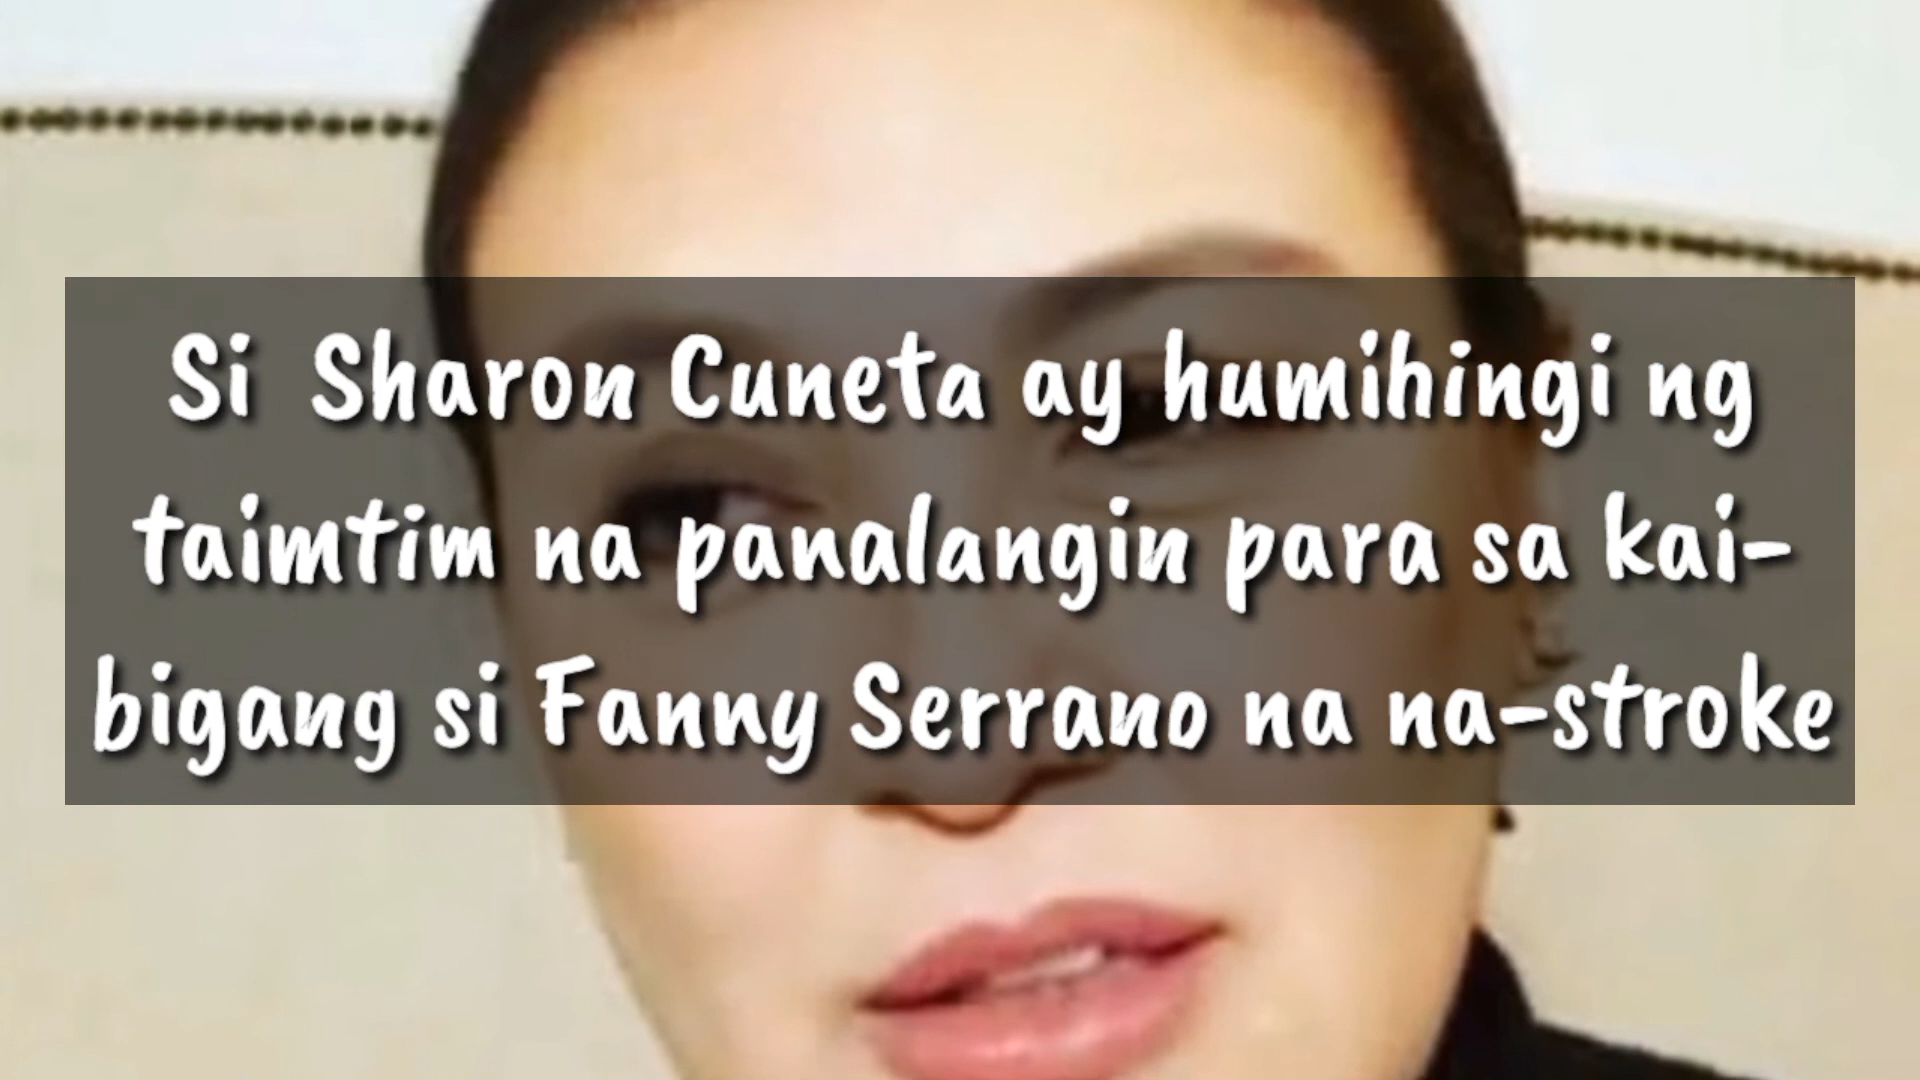 Si Sharon Cuneta ay humihingi ng
taimtim na panalangin para sa kai-
bigang si Fanny Serrano na na-stroke